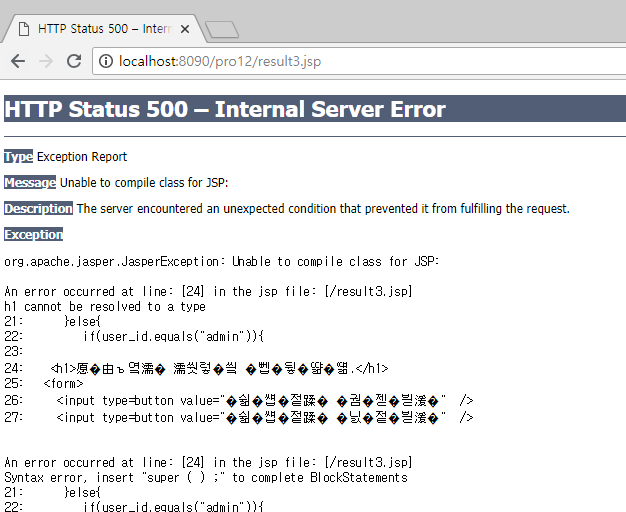 HTTP Status 500 – Intern
localhost:8090/pro12/result3.jsp
HTTP Status 500 – Internal Server Error
Type Exception Report
Message Unable to compile class for JSP:
Description The server encountered an unexpected condition that prevented it from fulfilling the request.
Exception
org.apache.jasper.JasperException: Unable to compile class for JSP:
An error occurred at line: [24] in the jsp file: [/result3.jsp]
h1 cannot be resolved to a type
21: }else{
22: if(user_id.equals("admin")){
23:
24: <h1> .</h1>
25: <form>
26: <input type=button value=" " />
27: <input type=button value=" " />
An error occurred at line: [24] in the jsp file: [/result3.jsp]
Syntax error, insert "super ( ) ;" to complete BlockStatements
21: }else{
22: if(user_id.equals("admin")){